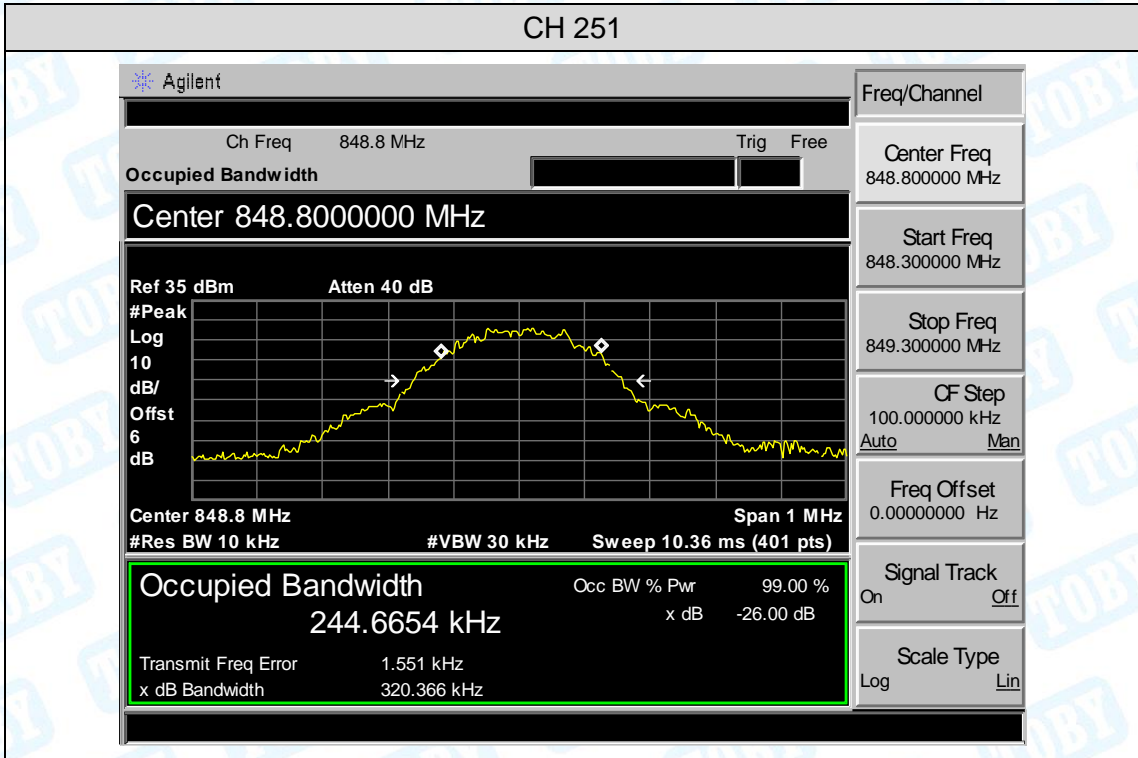 CH 251
Agilent
Freq/Channel
Ch Freq 848.8 MHz Trig Free
Occupied Bandwidth
Center 848.8000000 MHz
Ref 35 dBm Atten 40 dB
#Peak
Log
10
dB/
Offst
6
dB
Center 848.8 MHz Span 1 MHz
#Res BW 10 kHz #VBW 30 kHz Sweep 10.36 ms (401 pts)
Occupied Bandwidth
244.6654 kHz
Occ BW % Pwr 99.00 %
x dB -26.00 dB
Transmit Freq Error 1.551 kHz
x dB Bandwidth 320.366 kHz
Center Freq
848.800000 MHz
Start Freq
848.300000 MHz
Stop Freq
849.300000 MHz
CF Step
100.000000 kHz
Auto Man
Freq Offset
0.00000000 Hz
Signal Track
On Off
Scale Type
Log Lin
TOBY